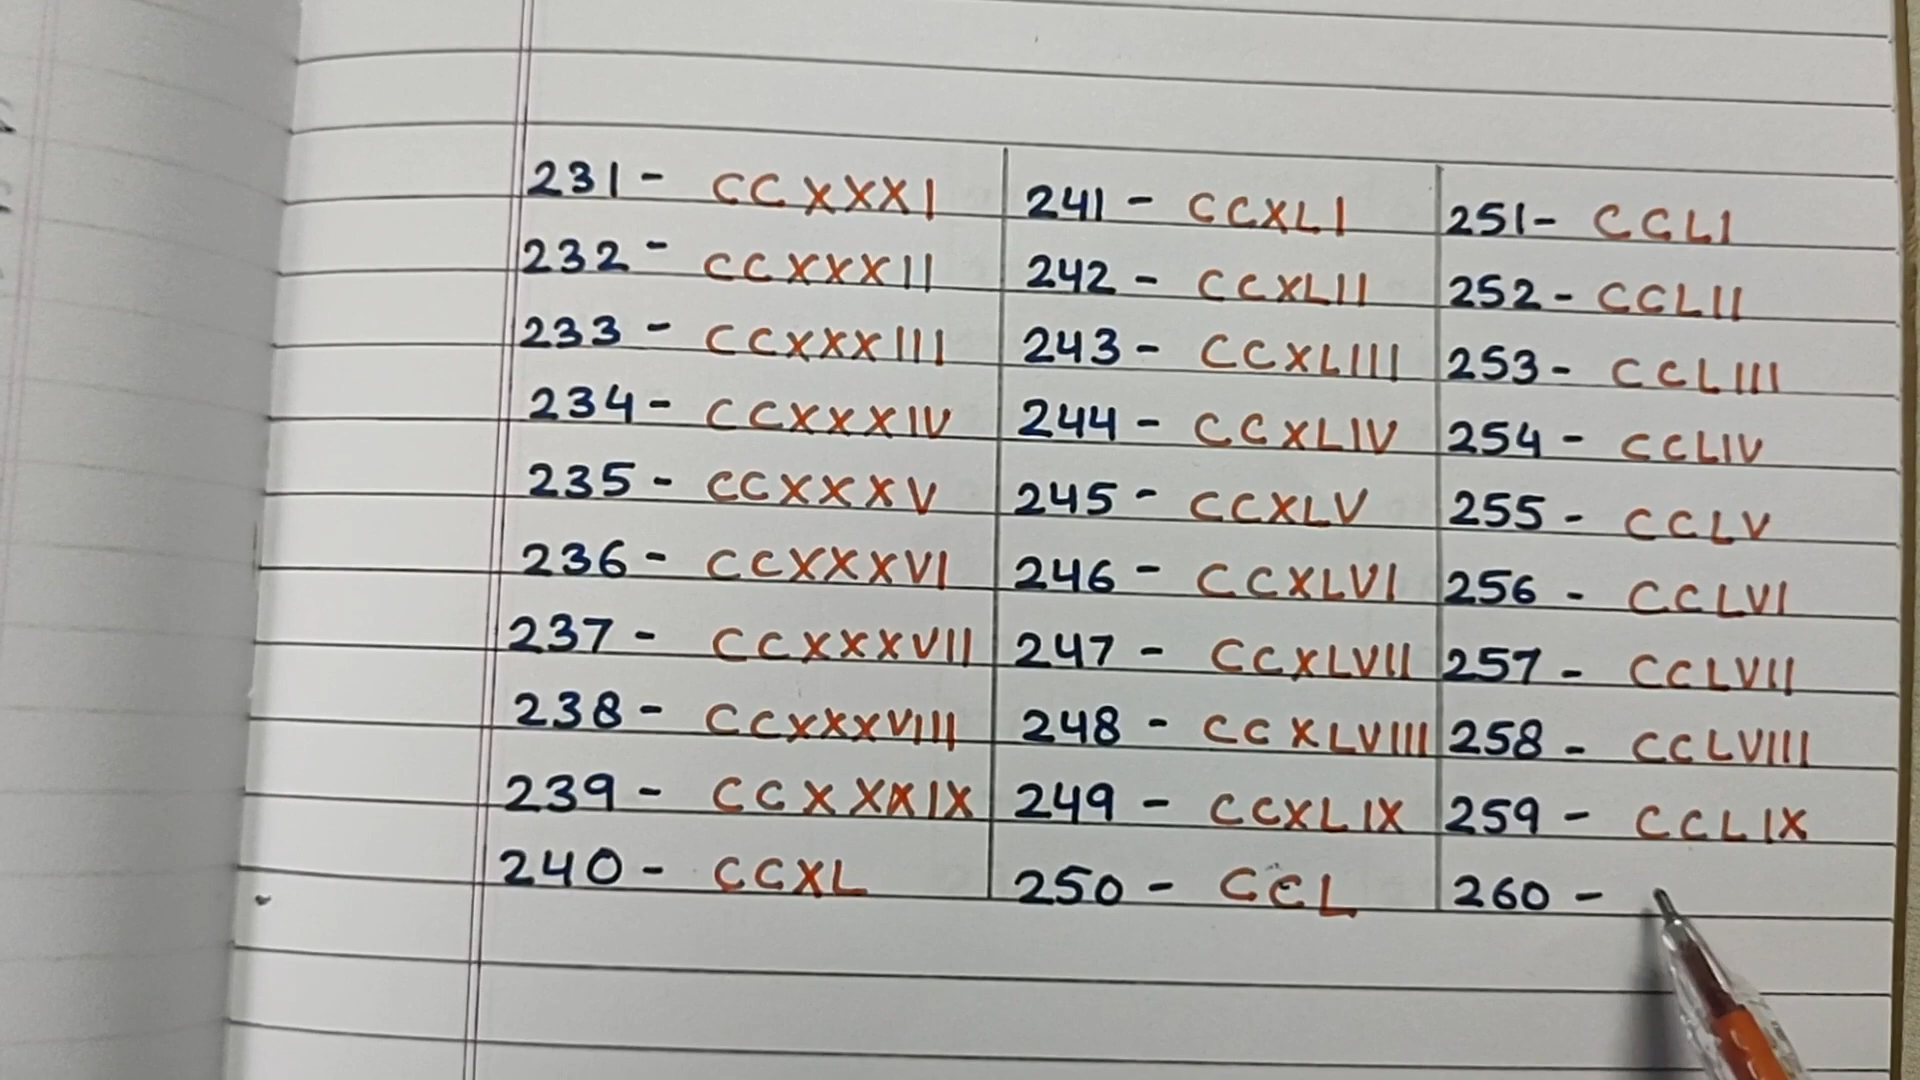 231 - CCXXXI
232 - CCXXXII
233 - CCXXXIII
234 - CCXXXIV
235 - CCXXXV
236 - CCXXXVI
237 - CCXXXVII
238 - CCXXXVIII
239 - CCXXXIX
240 - CCXL
241 - CCXLI
242 - CCXLII
243 - CCXLIII
244 - CCXLIV
245 - CCXLV
246 - CCXLVI
247 - CCXLVII
248 - CCXLVIII
249 - CCXLIX
250 - CCL
251 - CCLI
252 - CCLII
253 - CCLIII
254 - CCLIV
255 - CCLV
256 - CCLVI
257 - CCLVII
258 - CCLVIII
259 - CCLIX
260 -